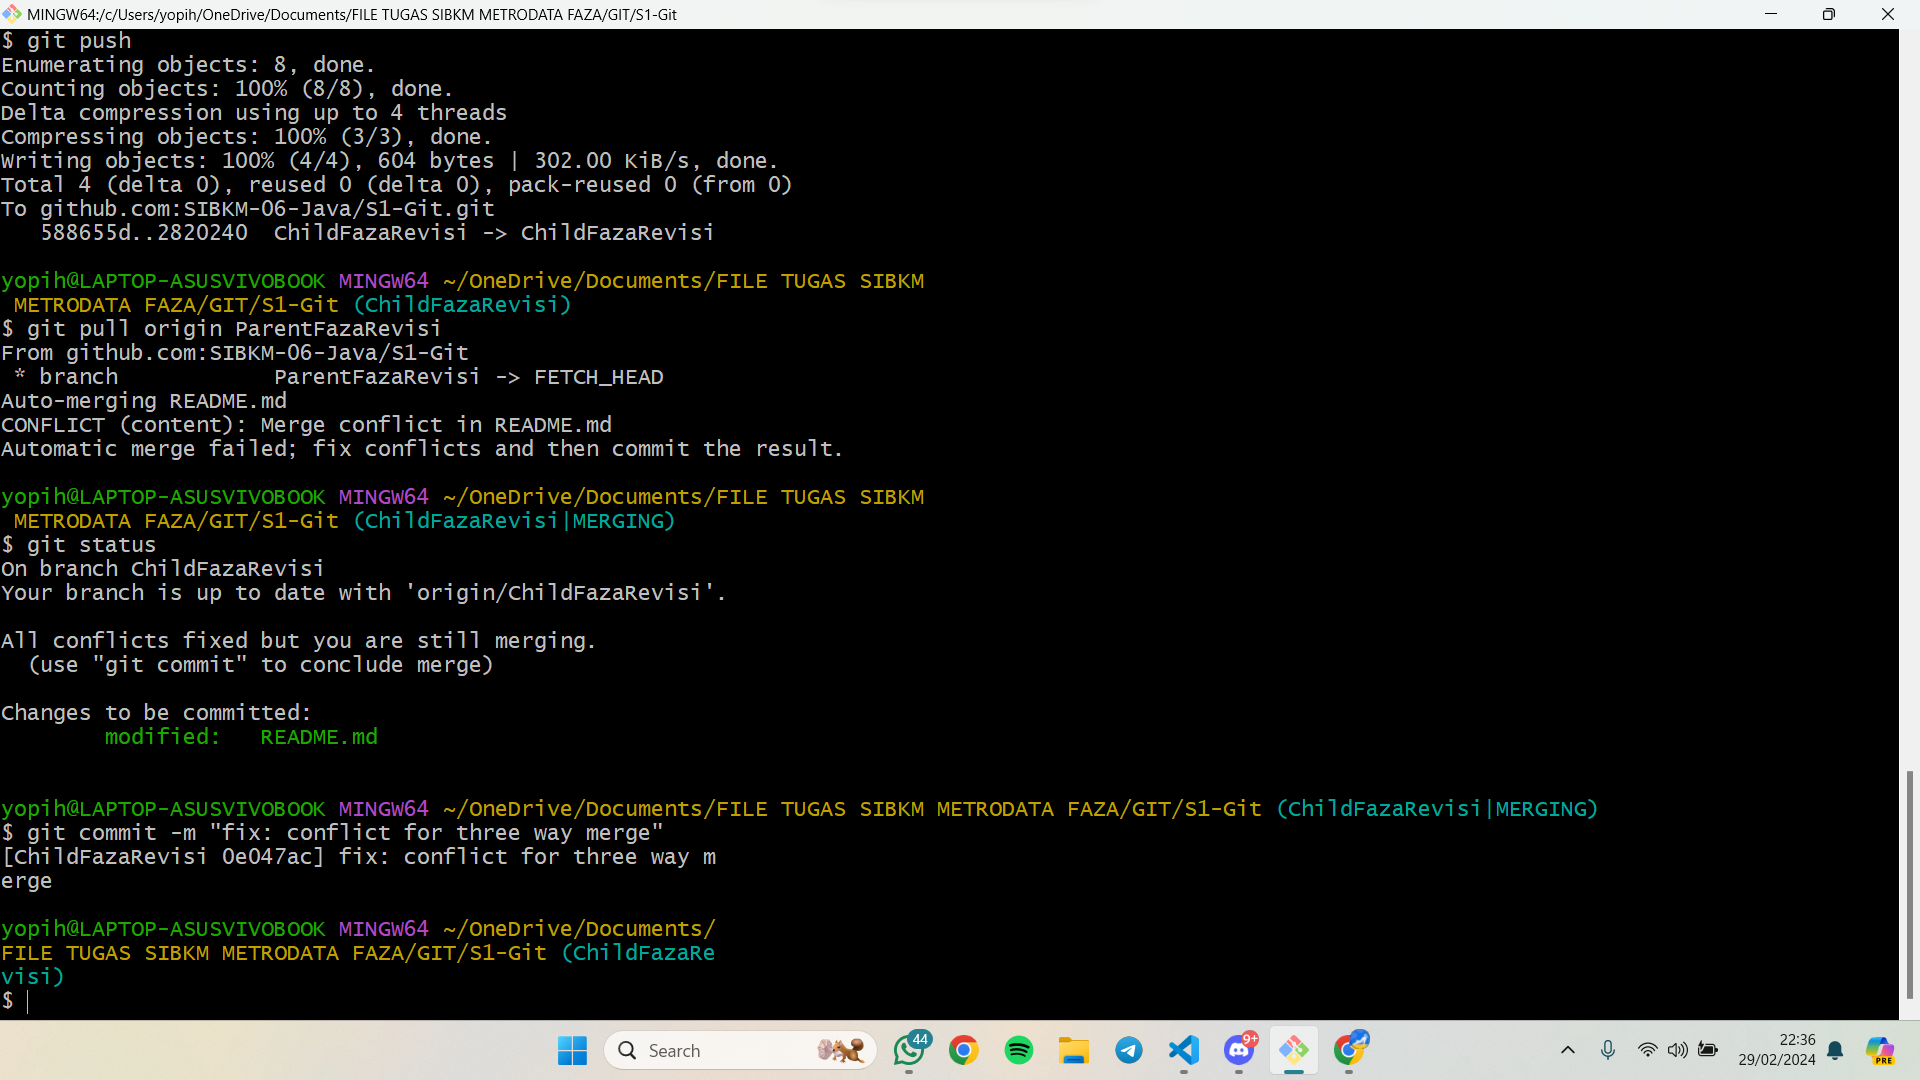 MINGW64:/c/Users/yopih/OneDrive/Documents/FILE TUGAS SIBKM METRODATA FAZA/GIT/S1-Git
$ git push
Enumerating objects: 8, done.
Counting objects: 100% (8/8), done.
Delta compression using up to 4 threads
Compressing objects: 100% (3/3), done.
Writing objects: 100% (4/4), 604 bytes | 302.00 KiB/s, done.
Total 4 (delta 0), reused 0 (delta 0), pack-reused 0 (from 0)
To github.com:SIBKM-06-Java/S1-Git.git
   588655d..2820240  ChildFazaRevisi -> ChildFazaRevisi
yopih@LAPTOP-ASUSVIVOBOOK MINGW64 ~/OneDrive/Documents/FILE TUGAS SIBKM
 METRODATA FAZA/GIT/S1-Git (ChildFazaRevisi)
$ git pull origin ParentFazaRevisi
From github.com:SIBKM-06-Java/S1-Git
 * branch            ParentFazaRevisi -> FETCH_HEAD
Auto-merging README.md
CONFLICT (content): Merge conflict in README.md
Automatic merge failed; fix conflicts and then commit the result.
yopih@LAPTOP-ASUSVIVOBOOK MINGW64 ~/OneDrive/Documents/FILE TUGAS SIBKM
 METRODATA FAZA/GIT/S1-Git (ChildFazaRevisi|MERGING)
$ git status
On branch ChildFazaRevisi
Your branch is up to date with 'origin/ChildFazaRevisi'.
All conflicts fixed but you are still merging.
  (use "git commit" to conclude merge)
Changes to be committed:
        modified:   README.md
yopih@LAPTOP-ASUSVIVOBOOK MINGW64 ~/OneDrive/Documents/FILE TUGAS SIBKM METRODATA FAZA/GIT/S1-Git (ChildFazaRevisi|MERGING)
$ git commit -m "fix: conflict for three way merge"
[ChildFazaRevisi 0e047ac] fix: conflict for three way m
erge
yopih@LAPTOP-ASUSVIVOBOOK MINGW64 ~/OneDrive/Documents/
FILE TUGAS SIBKM METRODATA FAZA/GIT/S1-Git (ChildFazaRe
visi)
$
Search
44
9+
22:36
29/02/2024
PRE